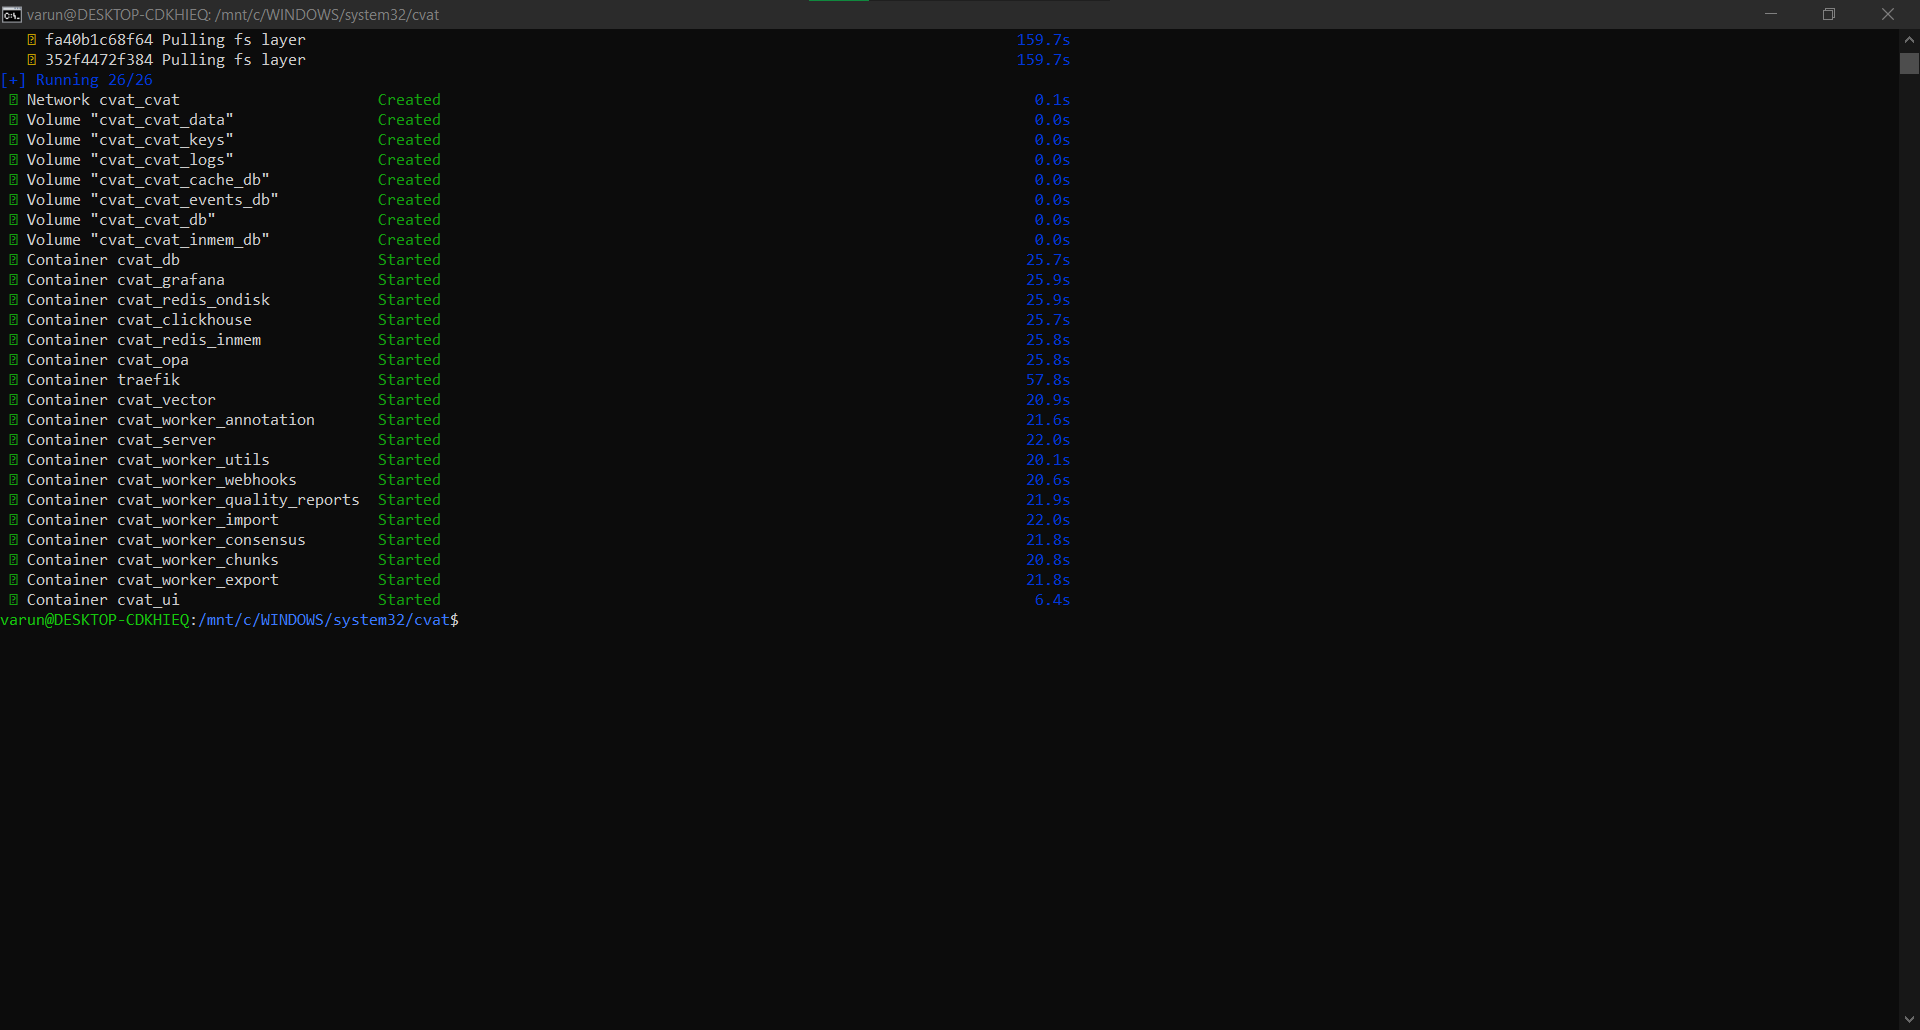 varun@DESKTOP-CDKHIEQ: /mnt/c/WINDOWS/system32/cvat
fa40b1c68f64 Pulling fs layer 159.7s
352f4472f384 Pulling fs layer 159.7s
[+] Running 26/26
Network cvat_cvat Created 0.1s
Volume "cvat_cvat_data" Created 0.0s
Volume "cvat_cvat_keys" Created 0.0s
Volume "cvat_cvat_logs" Created 0.0s
Volume "cvat_cvat_cache_db" Created 0.0s
Volume "cvat_cvat_events_db" Created 0.0s
Volume "cvat_cvat_db" Created 0.0s
Volume "cvat_cvat_inmem_db" Created 0.0s
Container cvat_db Started 25.7s
Container cvat_grafana Started 25.9s
Container cvat_redis_ondisk Started 25.9s
Container cvat_clickhouse Started 25.7s
Container cvat_redis_inmem Started 25.8s
Container cvat_opa Started 25.8s
Container traefik Started 57.8s
Container cvat_vector Started 20.9s
Container cvat_worker_annotation Started 21.6s
Container cvat_server Started 22.0s
Container cvat_worker_utils Started 20.1s
Container cvat_worker_webhooks Started 20.6s
Container cvat_worker_quality_reports Started 21.9s
Container cvat_worker_import Started 22.0s
Container cvat_worker_consensus Started 21.8s
Container cvat_worker_chunks Started 20.8s
Container cvat_worker_export Started 21.8s
Container cvat_ui Started 6.4s
varun@DESKTOP-CDKHIEQ:/mnt/c/WINDOWS/system32/cvat$